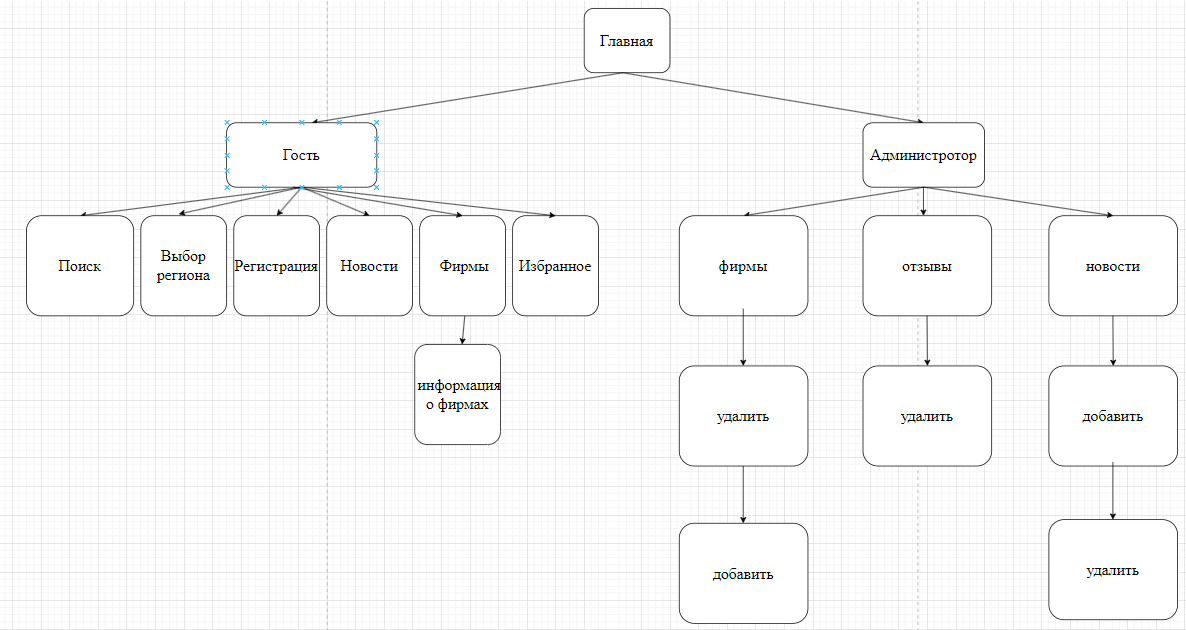 Главная
Гость
Администротор
Поиск
Выбор
региона
Регистрация
Новости
Фирмы
Избранное
фирмы
отзывы
новости
информация
о фирмах
удалить
удалить
добавить
добавить
удалить